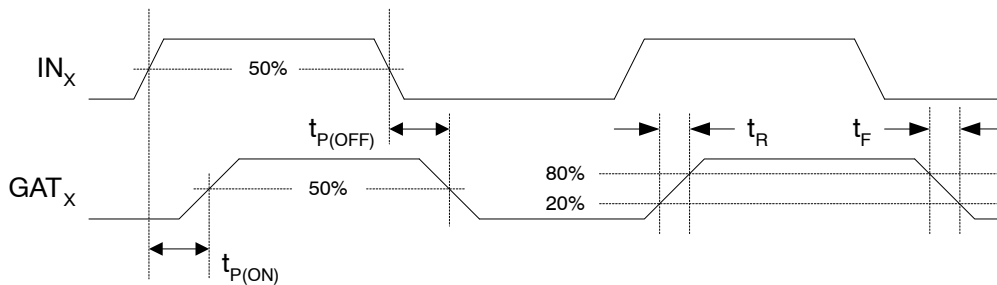 IN_X
50%
t_P(OFF)
t_R
t_F
GAT_X
50%
80%
20%
t_P(ON)